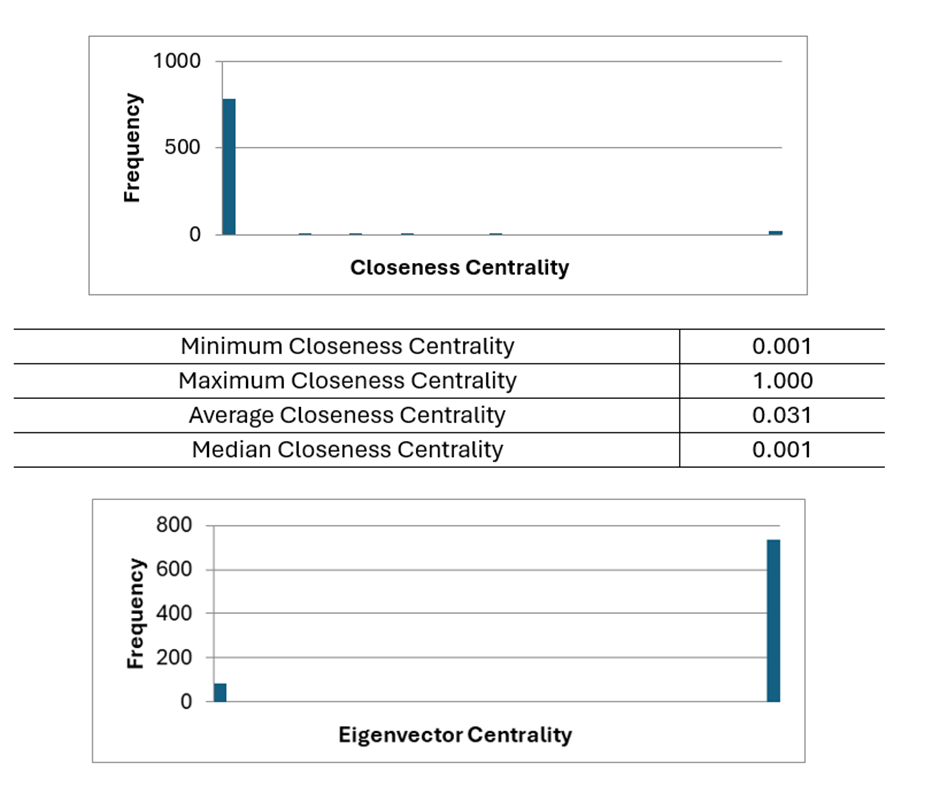 1000
500
0
Frequency
Closeness Centrality
Minimum Closeness Centrality 0.001
Maximum Closeness Centrality 1.000
Average Closeness Centrality 0.031
Median Closeness Centrality 0.001
800
600
400
200
0
Frequency
Eigenvector Centrality